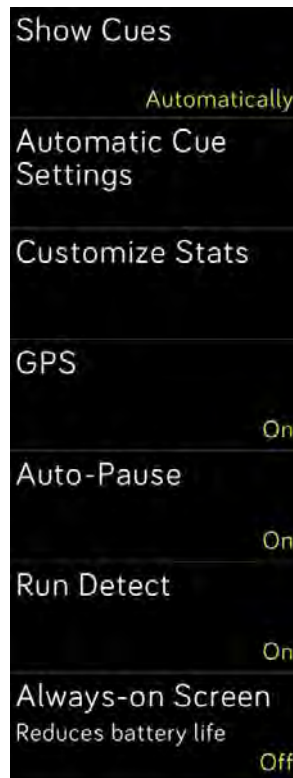 Show Cues
Automatically
Automatic Cue
Settings
Customize Stats
GPS
On
Auto-Pause
On
Run Detect
On
Always-on Screen
Reduces battery life
Off